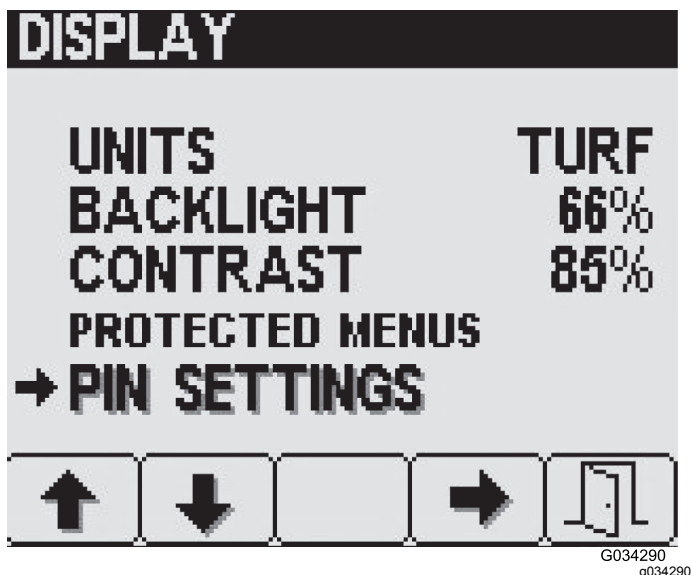 DISPLAY
UNITS TURF
BACKLIGHT 66%
CONTRAST 85%
PROTECTED MENUS
PIN SETTINGS
G034290
g034290